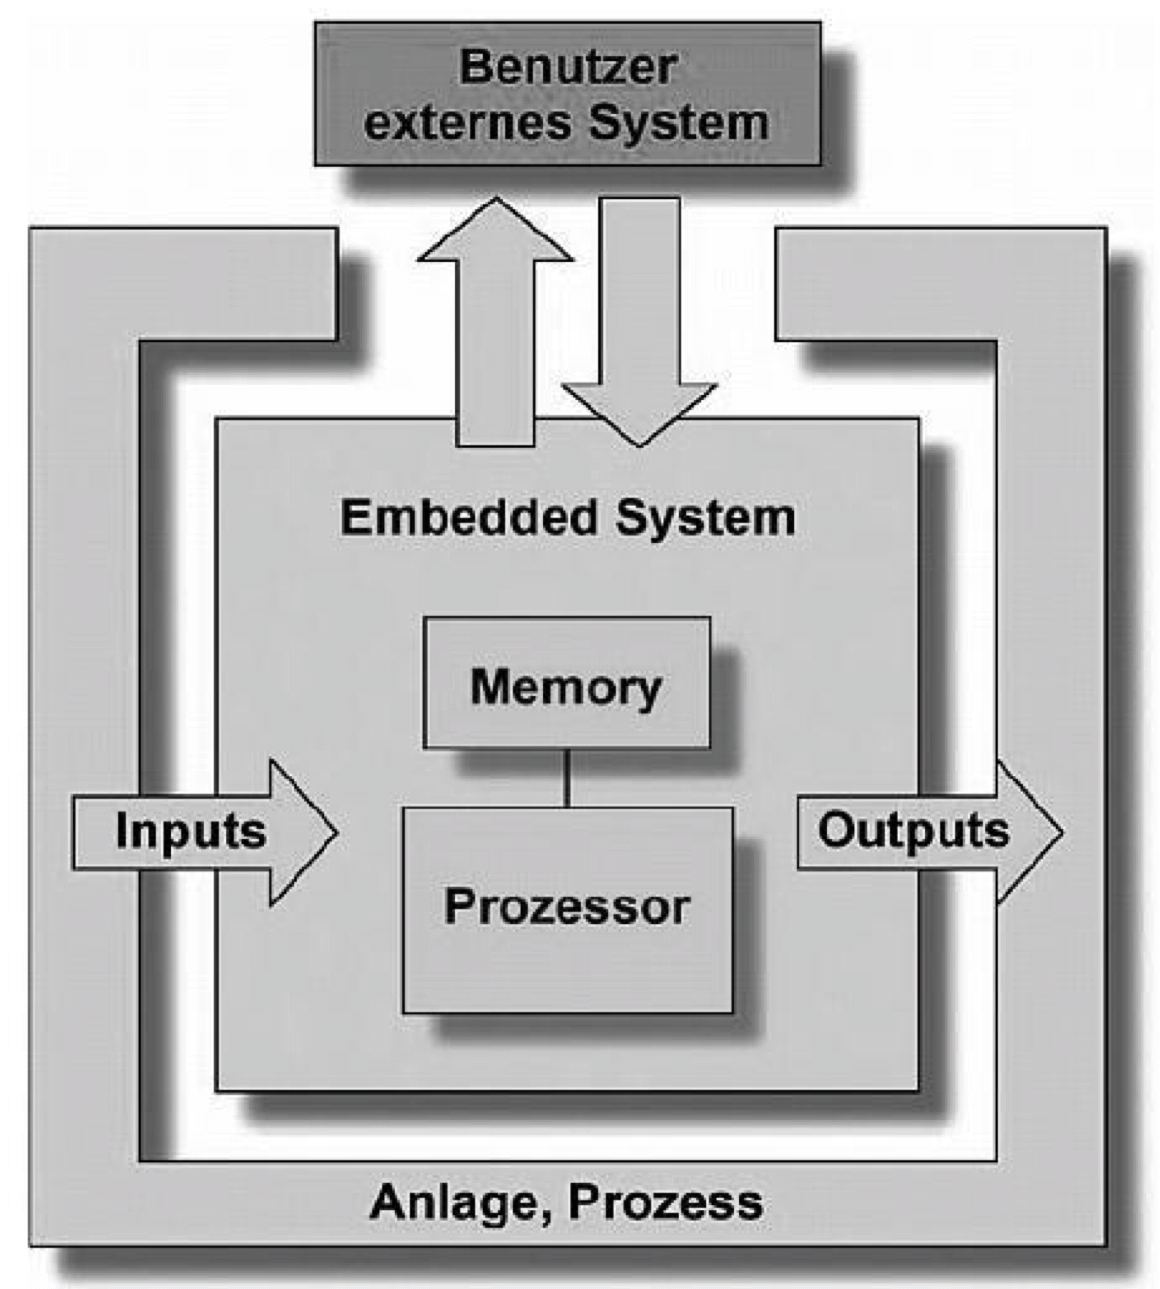 Benutzer
externes System
Embedded System
Memory
Inputs
Outputs
Prozessor
Anlage, Prozess